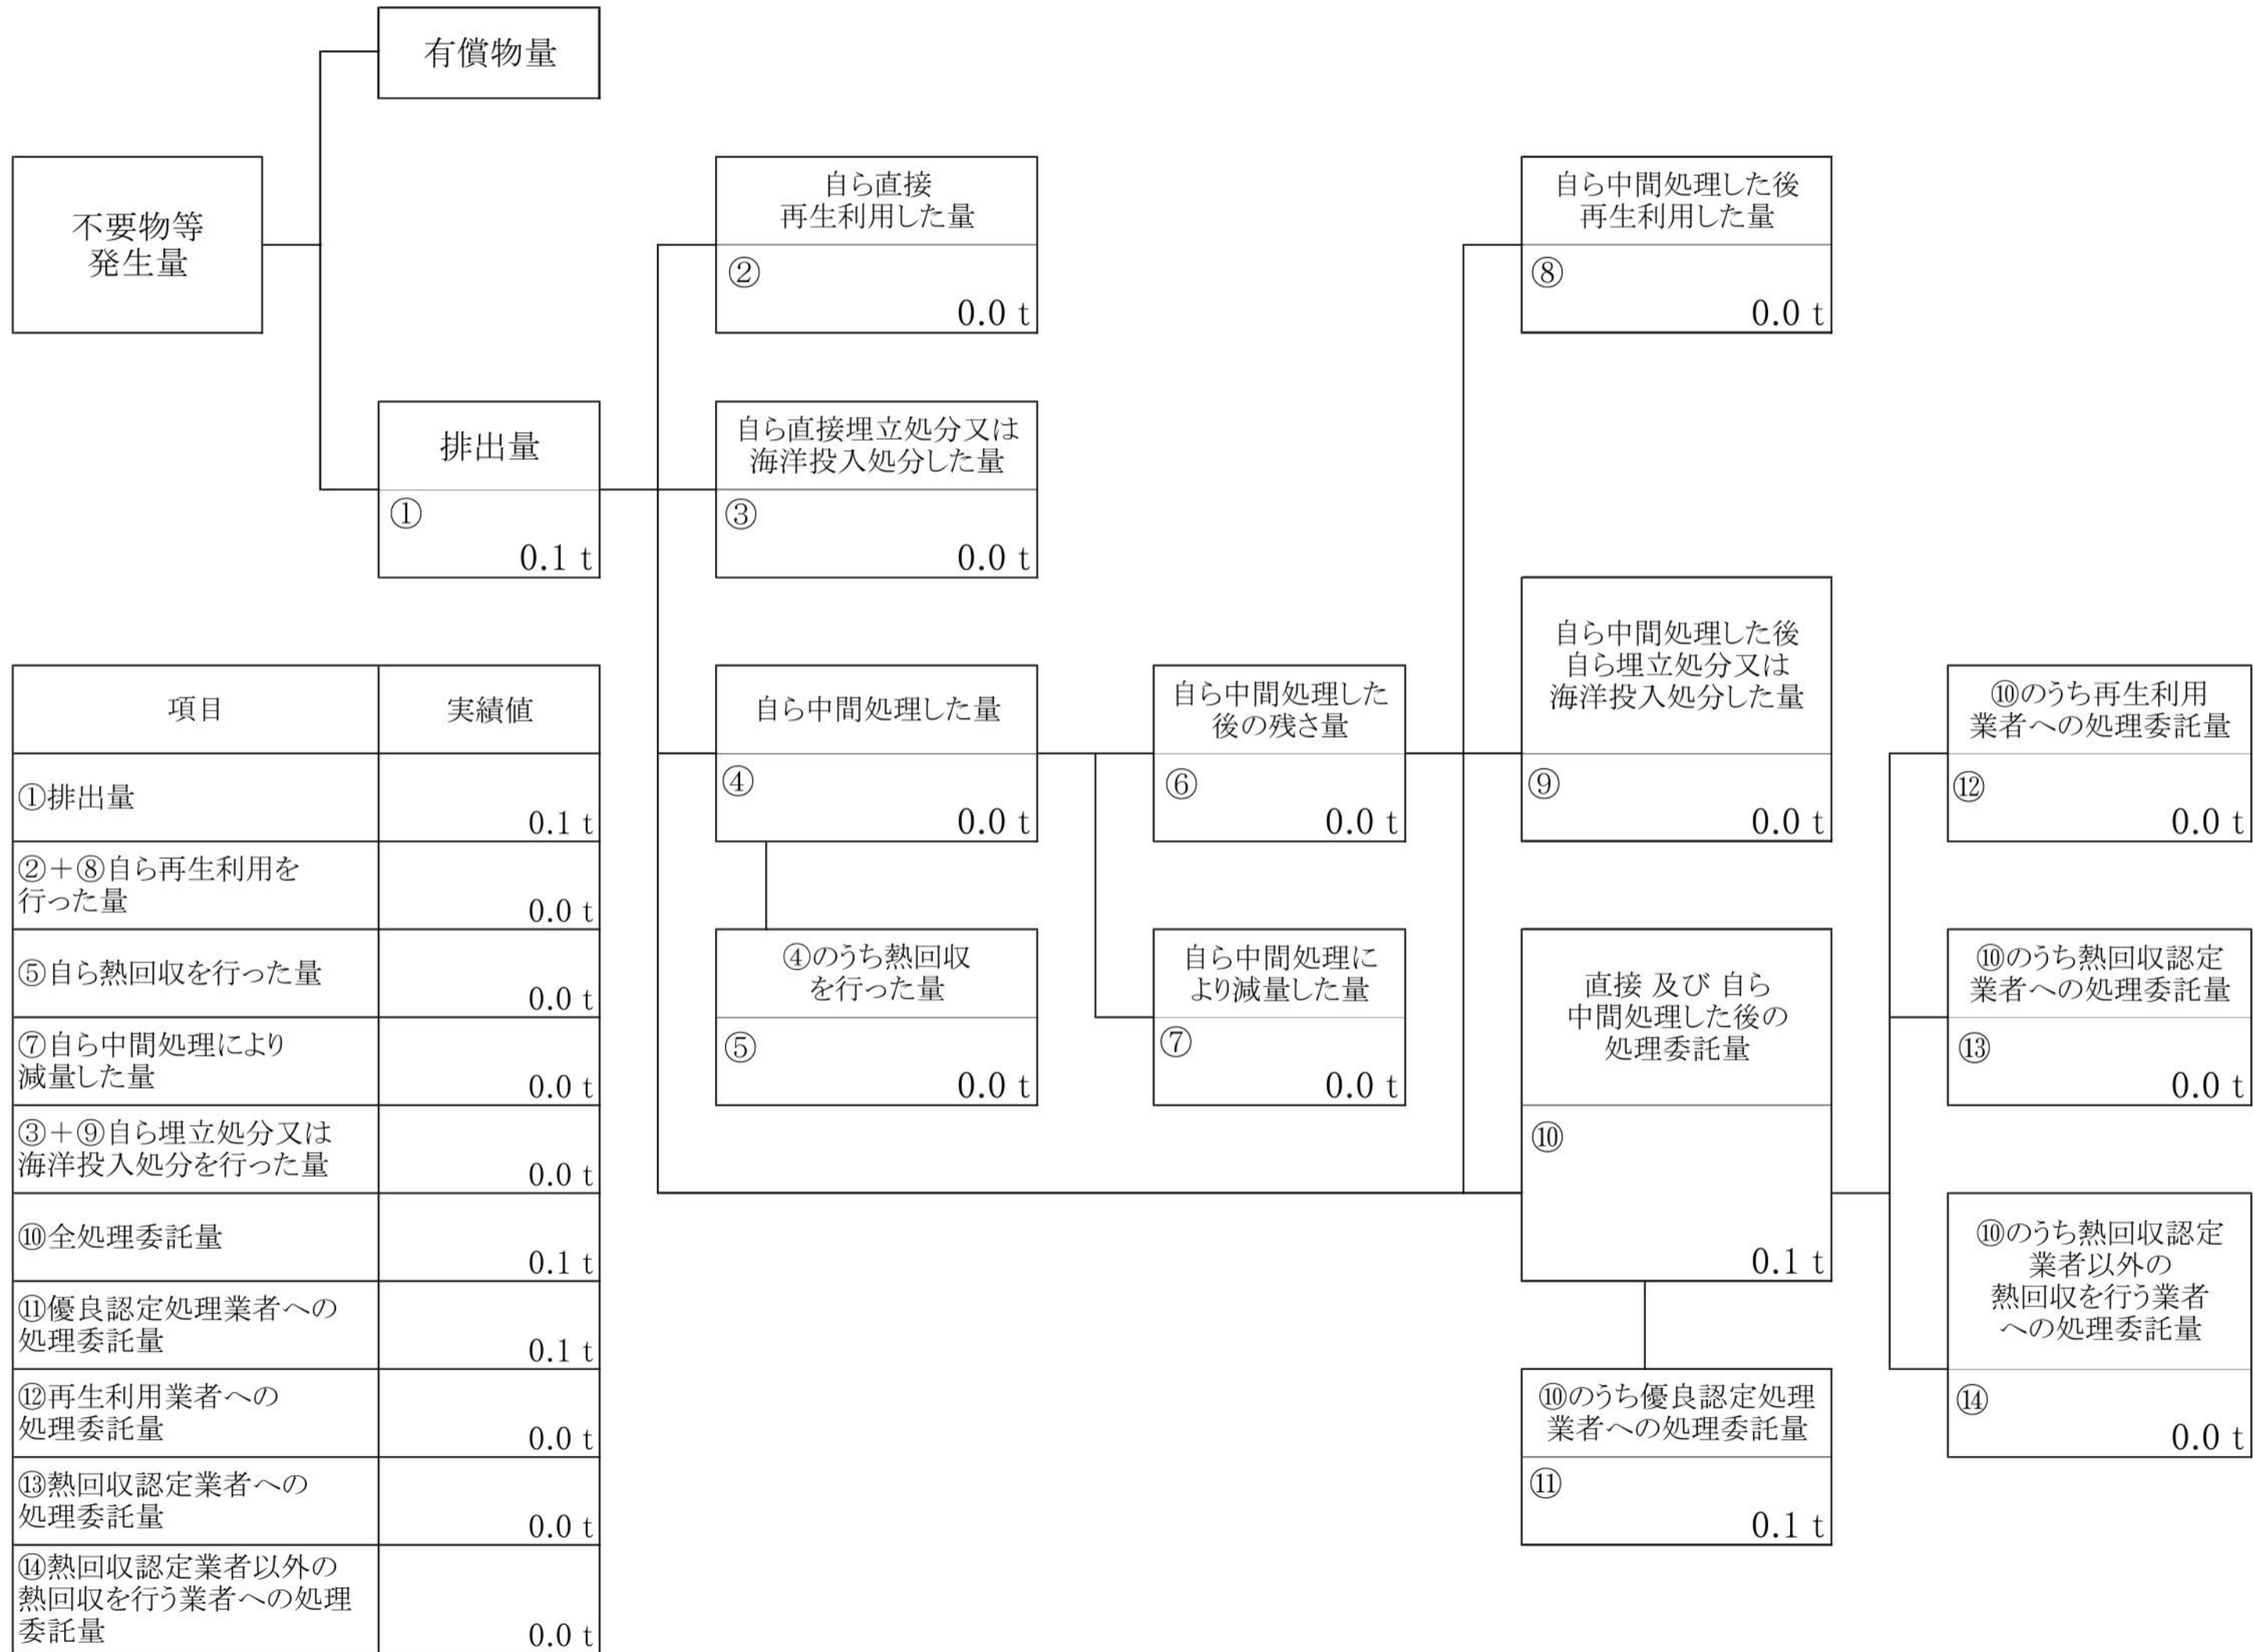 有償物量
不要物等
発生量
自ら直接
再生利用した量
②
0.0 t
自ら中間処理した後
再生利用した量
⑧
0.0 t
排出量
①
0.1 t
自ら直接埋立処分又は
海洋投入処分した量
③
0.0 t
自ら中間処理した量
④
0.0 t
自ら中間処理した
後の残さ量
⑥
0.0 t
自ら中間処理した後
自ら埋立処分又は
海洋投入処分した量
⑨
0.0 t
⑩のうち再生利用
業者への処理委託量
⑫
0.0 t
④のうち熱回収
を行った量
⑤
0.0 t
自ら中間処理に
より減量した量
⑦
0.0 t
直接 及び 自ら
中間処理した後の
処理委託量
⑩
0.1 t
⑩のうち熱回収認定
業者への処理委託量
⑬
0.0 t
⑩のうち熱回収認定
業者以外の
熱回収を行う業者
への処理委託量
⑭
0.0 t
⑩のうち優良認定処理
業者への処理委託量
⑪
0.1 t
項目 実績値
①排出量
0.1 t
②＋⑧自ら再生利用を
行った量
0.0 t
⑤自ら熱回収を行った量
0.0 t
⑦自ら中間処理により
減量した量
0.0 t
③＋⑨自ら埋立処分又は
海洋投入処分を行った量
0.0 t
⑩全処理委託量
0.1 t
⑪優良認定処理業者への
処理委託量
0.1 t
⑫再生利用業者への
処理委託量
0.0 t
⑬熱回収認定業者への
処理委託量
0.0 t
⑭熱回収認定業者以外の
熱回収を行う業者への処理
委託量
0.0 t